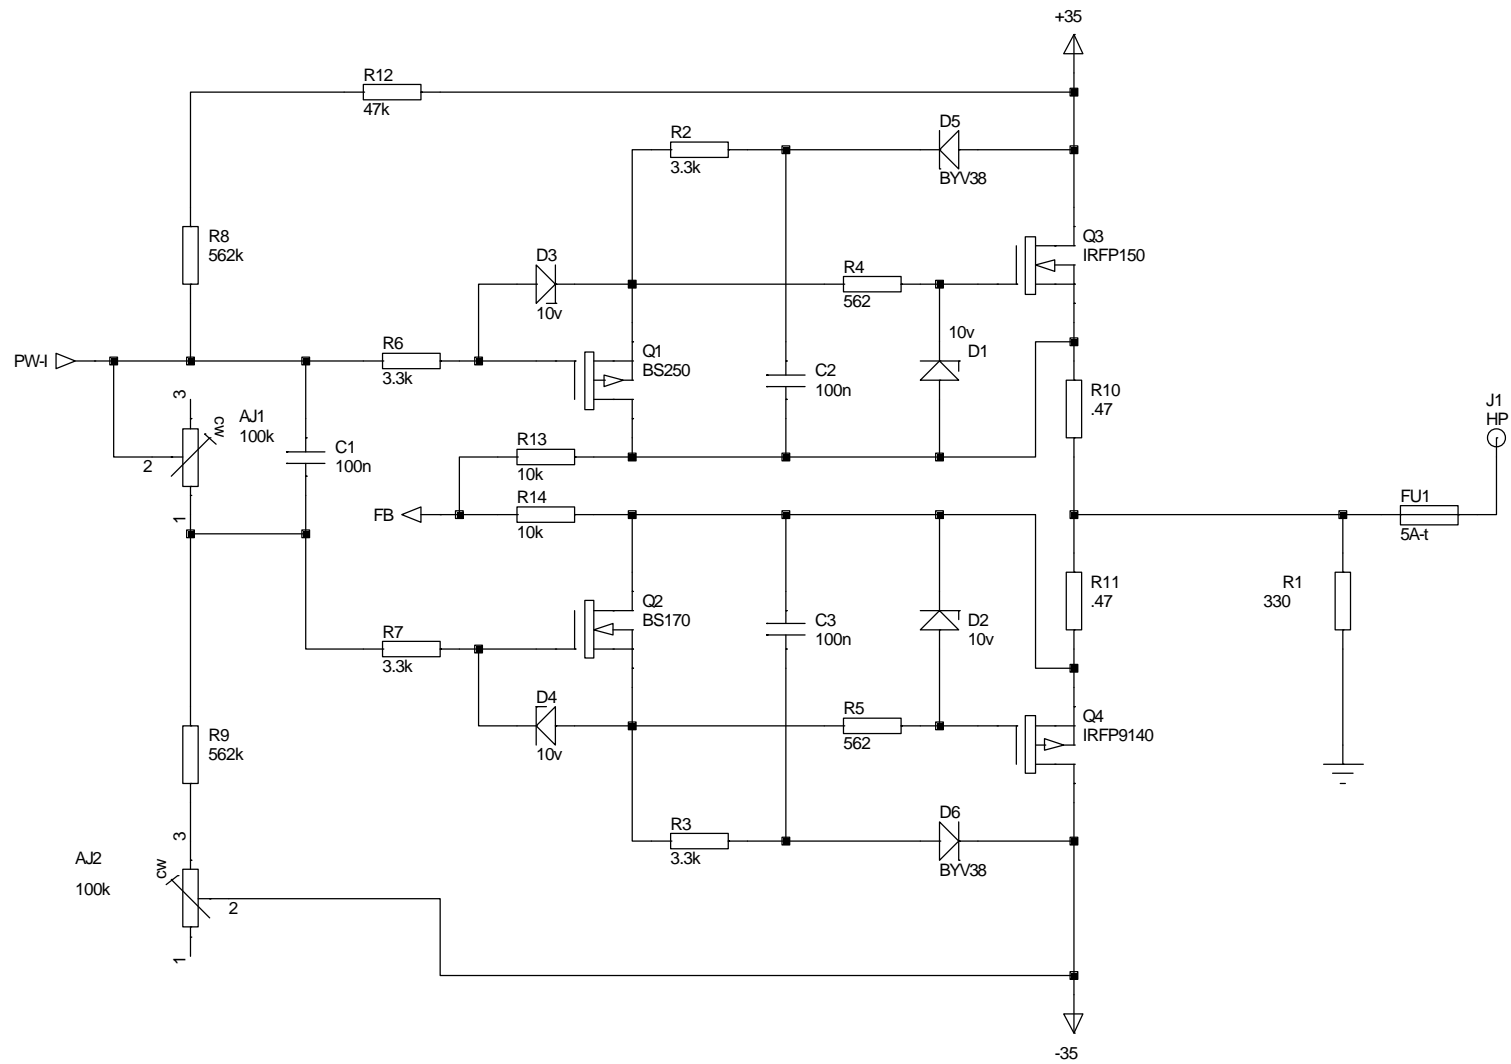 +35
R12
47k
R2
3.3k
D5
BYV38
R8
562k
D3
10v
R4
562
Q3
IRFP150
PW-I
R6
3.3k
Q1
BS250
C2
100n
10v
D1
R10
.47
J1
HP
3
cw
AJ1
100k
2
1
C1
100n
R13
10k
FB
R14
10k
FU1
5A-t
R7
3.3k
Q2
BS170
C3
100n
D2
10v
R11
.47
R1
330
D4
10v
R5
562
Q4
IRFP9140
R9
562k
R3
3.3k
D6
BYV38
AJ2
100k
3
cw
2
1
-35